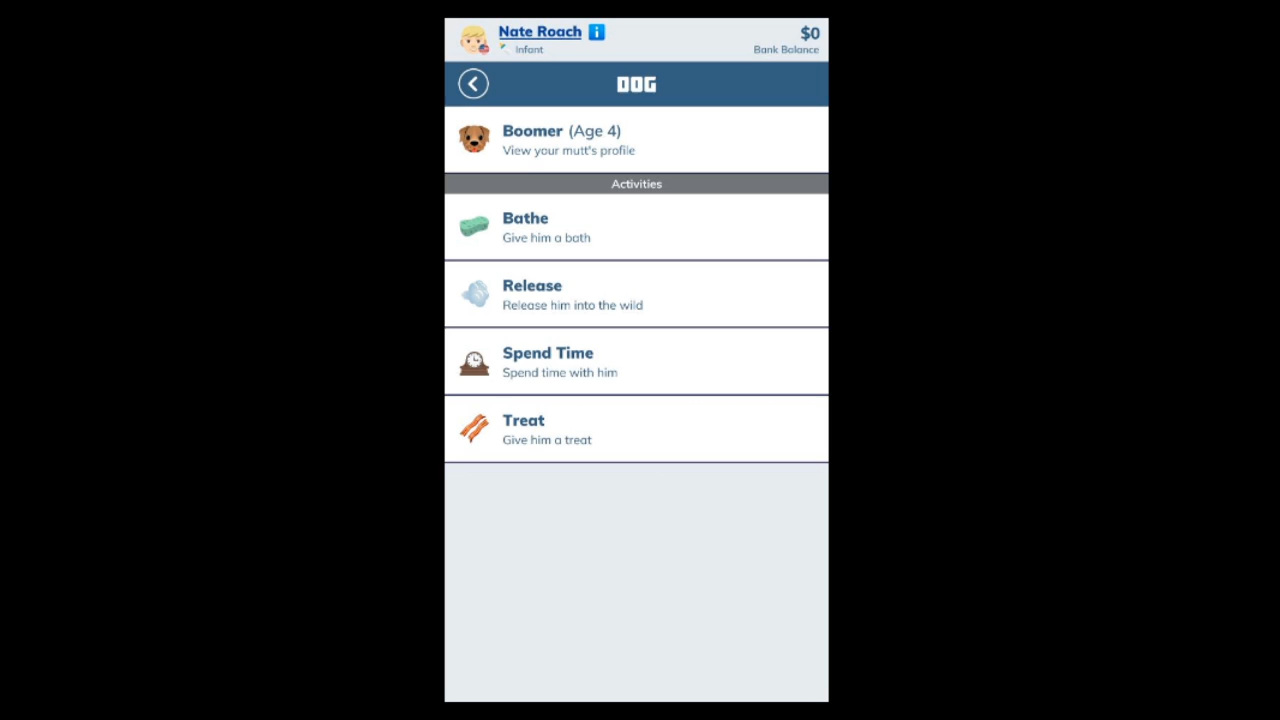 Nate Roach
$0
Infant
Bank Balance
DOG
Boomer (Age 4)
View your mutt's profile
Activities
Bathe
Give him a bath
Release
Release him into the wild
Spend Time
Spend time with him
Treat
Give him a treat